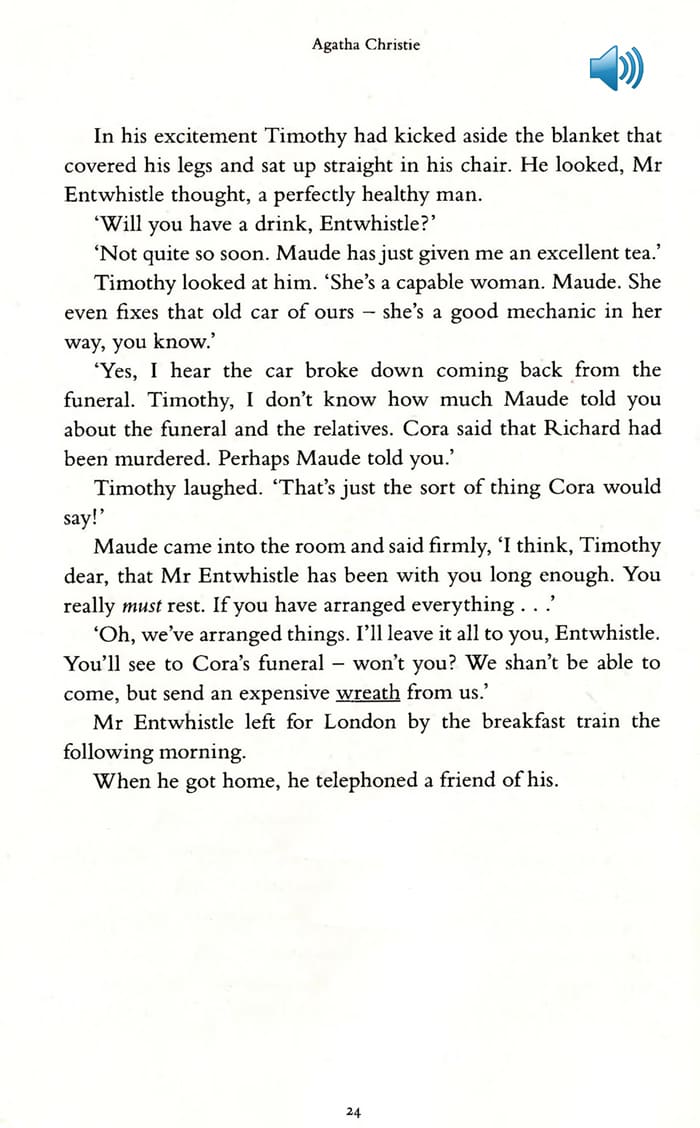 Agatha Christie
In his excitement Timothy had kicked aside the blanket that
covered his legs and sat up straight in his chair. He looked, Mr
Entwhistle thought, a perfectly healthy man.
‘Will you have a drink, Entwhistle?’
‘Not quite so soon. Maude has just given me an excellent tea.’
Timothy looked at him. ‘She’s a capable woman. Maude. She
even fixes that old car of ours – she’s a good mechanic in her
way, you know.’
‘Yes, I hear the car broke down coming back from the
funeral. Timothy, I don’t know how much Maude told you
about the funeral and the relatives. Cora said that Richard had
been murdered. Perhaps Maude told you.’
Timothy laughed. ‘That’s just the sort of thing Cora would
say!’
Maude came into the room and said firmly, ‘I think, Timothy
dear, that Mr Entwhistle has been with you long enough. You
really must rest. If you have arranged everything . . .’
‘Oh, we’ve arranged things. I’ll leave it all to you, Entwhistle.
You’ll see to Cora’s funeral – won’t you? We shan’t be able to
come, but send an expensive wreath from us.’
Mr Entwhistle left for London by the breakfast train the
following morning.
When he got home, he telephoned a friend of his.
24